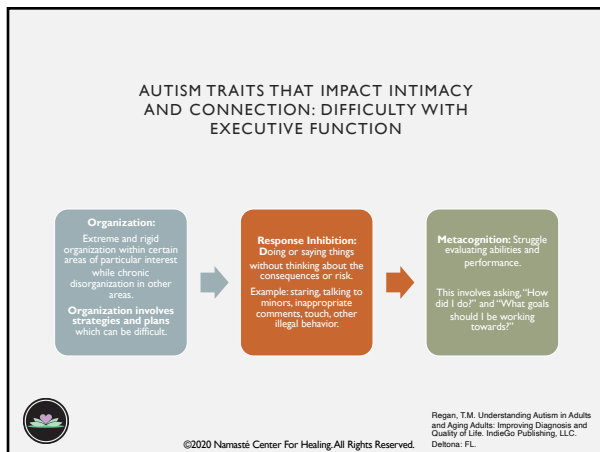 AUTISM TRAITS THAT IMPACT INTIMACY
AND CONNECTION: DIFFICULTY WITH
EXECUTIVE FUNCTION
Organization:
Extreme and rigid
organization within certain
areas of particular interest
while chronic
disorganization in other
areas.
Organization involves
strategies and plans
which can be difficult.
Response Inhibition:
Doing or saying things
without thinking about the
consequences or risk.
Example: staring, talking to
minors, inappropriate
comments, touch, other
illegal behavior.
Metacognition: Struggle
evaluating abilities and
performance.
This involves asking, “How
did I do?” and “What goals
should I be working
towards?”
©2020 Namasté Center For Healing. All Rights Reserved.
Regan, T.M. Understanding Autism in Adults
and Aging Adults: Improving Diagnosis and
Quality of Life. IndieGo Publishing, LLC.
Deltona: FL.